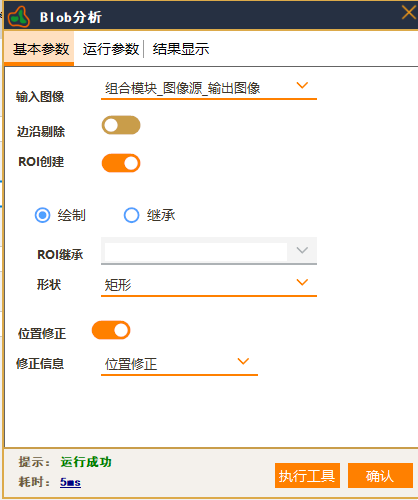 Blob分析
基本参数 运行参数 结果显示
输入图像 组合模块_图像源_输出图像
边沿剔除
ROI创建
绘制 继承
ROI继承
形状 矩形
位置修正
修正信息 位置修正
提示： 运行成功
耗时： 5ms
执行工具 确认